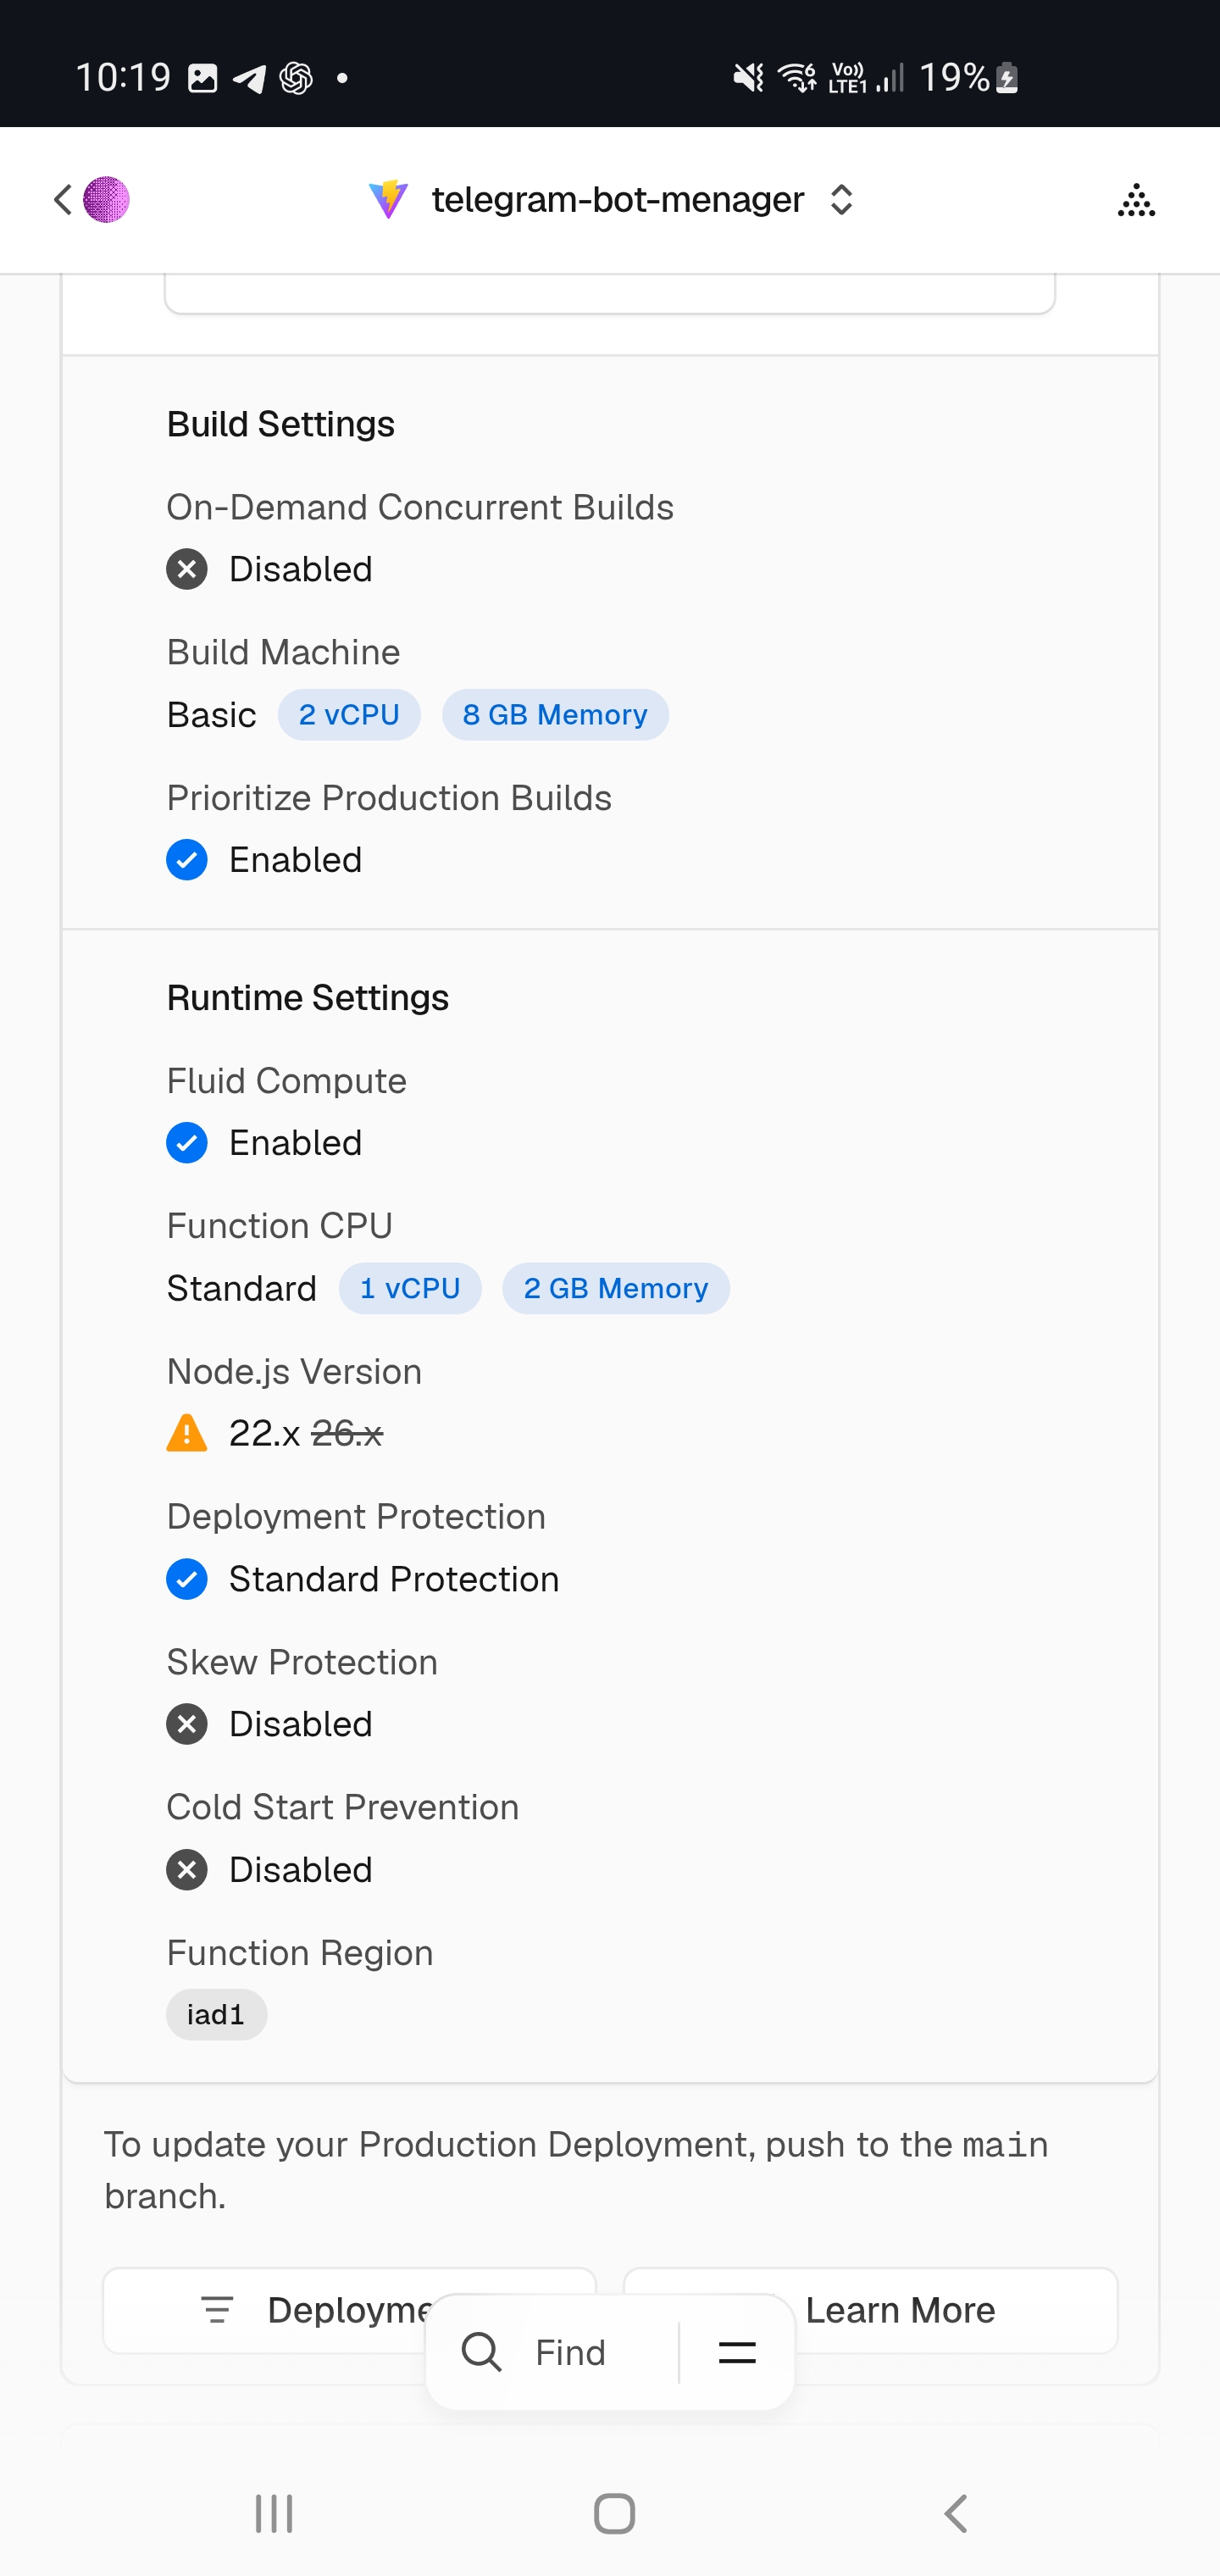 10:19
Vo)) LTE1 19%
telegram-bot-menager
Build Settings
On-Demand Concurrent Builds
Disabled
Build Machine
Basic 2 vCPU 8 GB Memory
Prioritize Production Builds
Enabled
Runtime Settings
Fluid Compute
Enabled
Function CPU
Standard 1 vCPU 2 GB Memory
Node.js Version
22.x 26.x
Deployment Protection
Standard Protection
Skew Protection
Disabled
Cold Start Prevention
Disabled
Function Region
iad1
To update your Production Deployment, push to the main
branch.
Deployme Learn More
Find